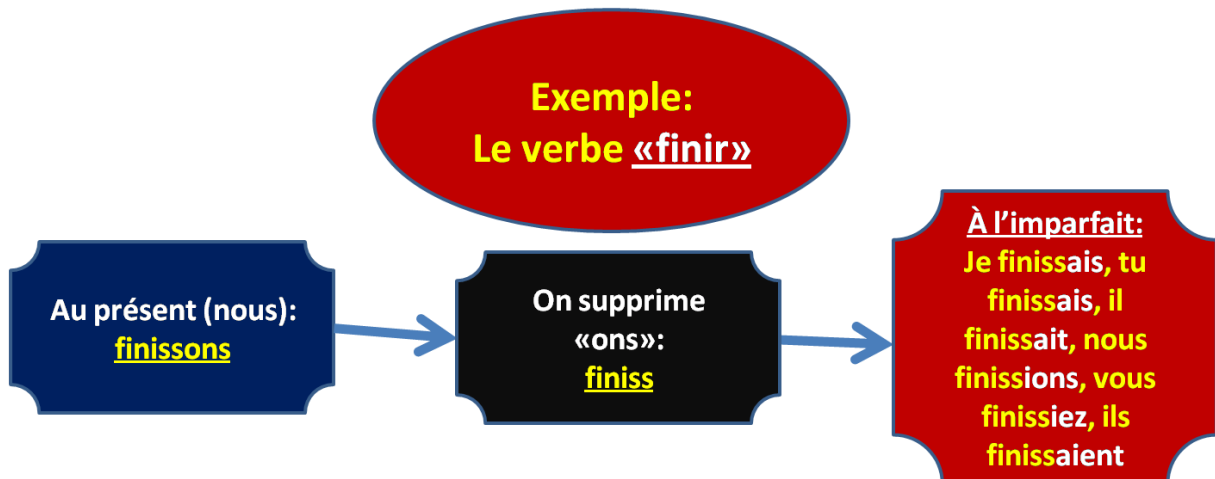 Exemple:
Le verbe «finir»
Au présent (nous):
finissons
On supprime
«ons»:
finiss
À l’imparfait:
Je finissais, tu
finissais, il
finissait, nous
finissions, vous
finissiez, ils
finissaient